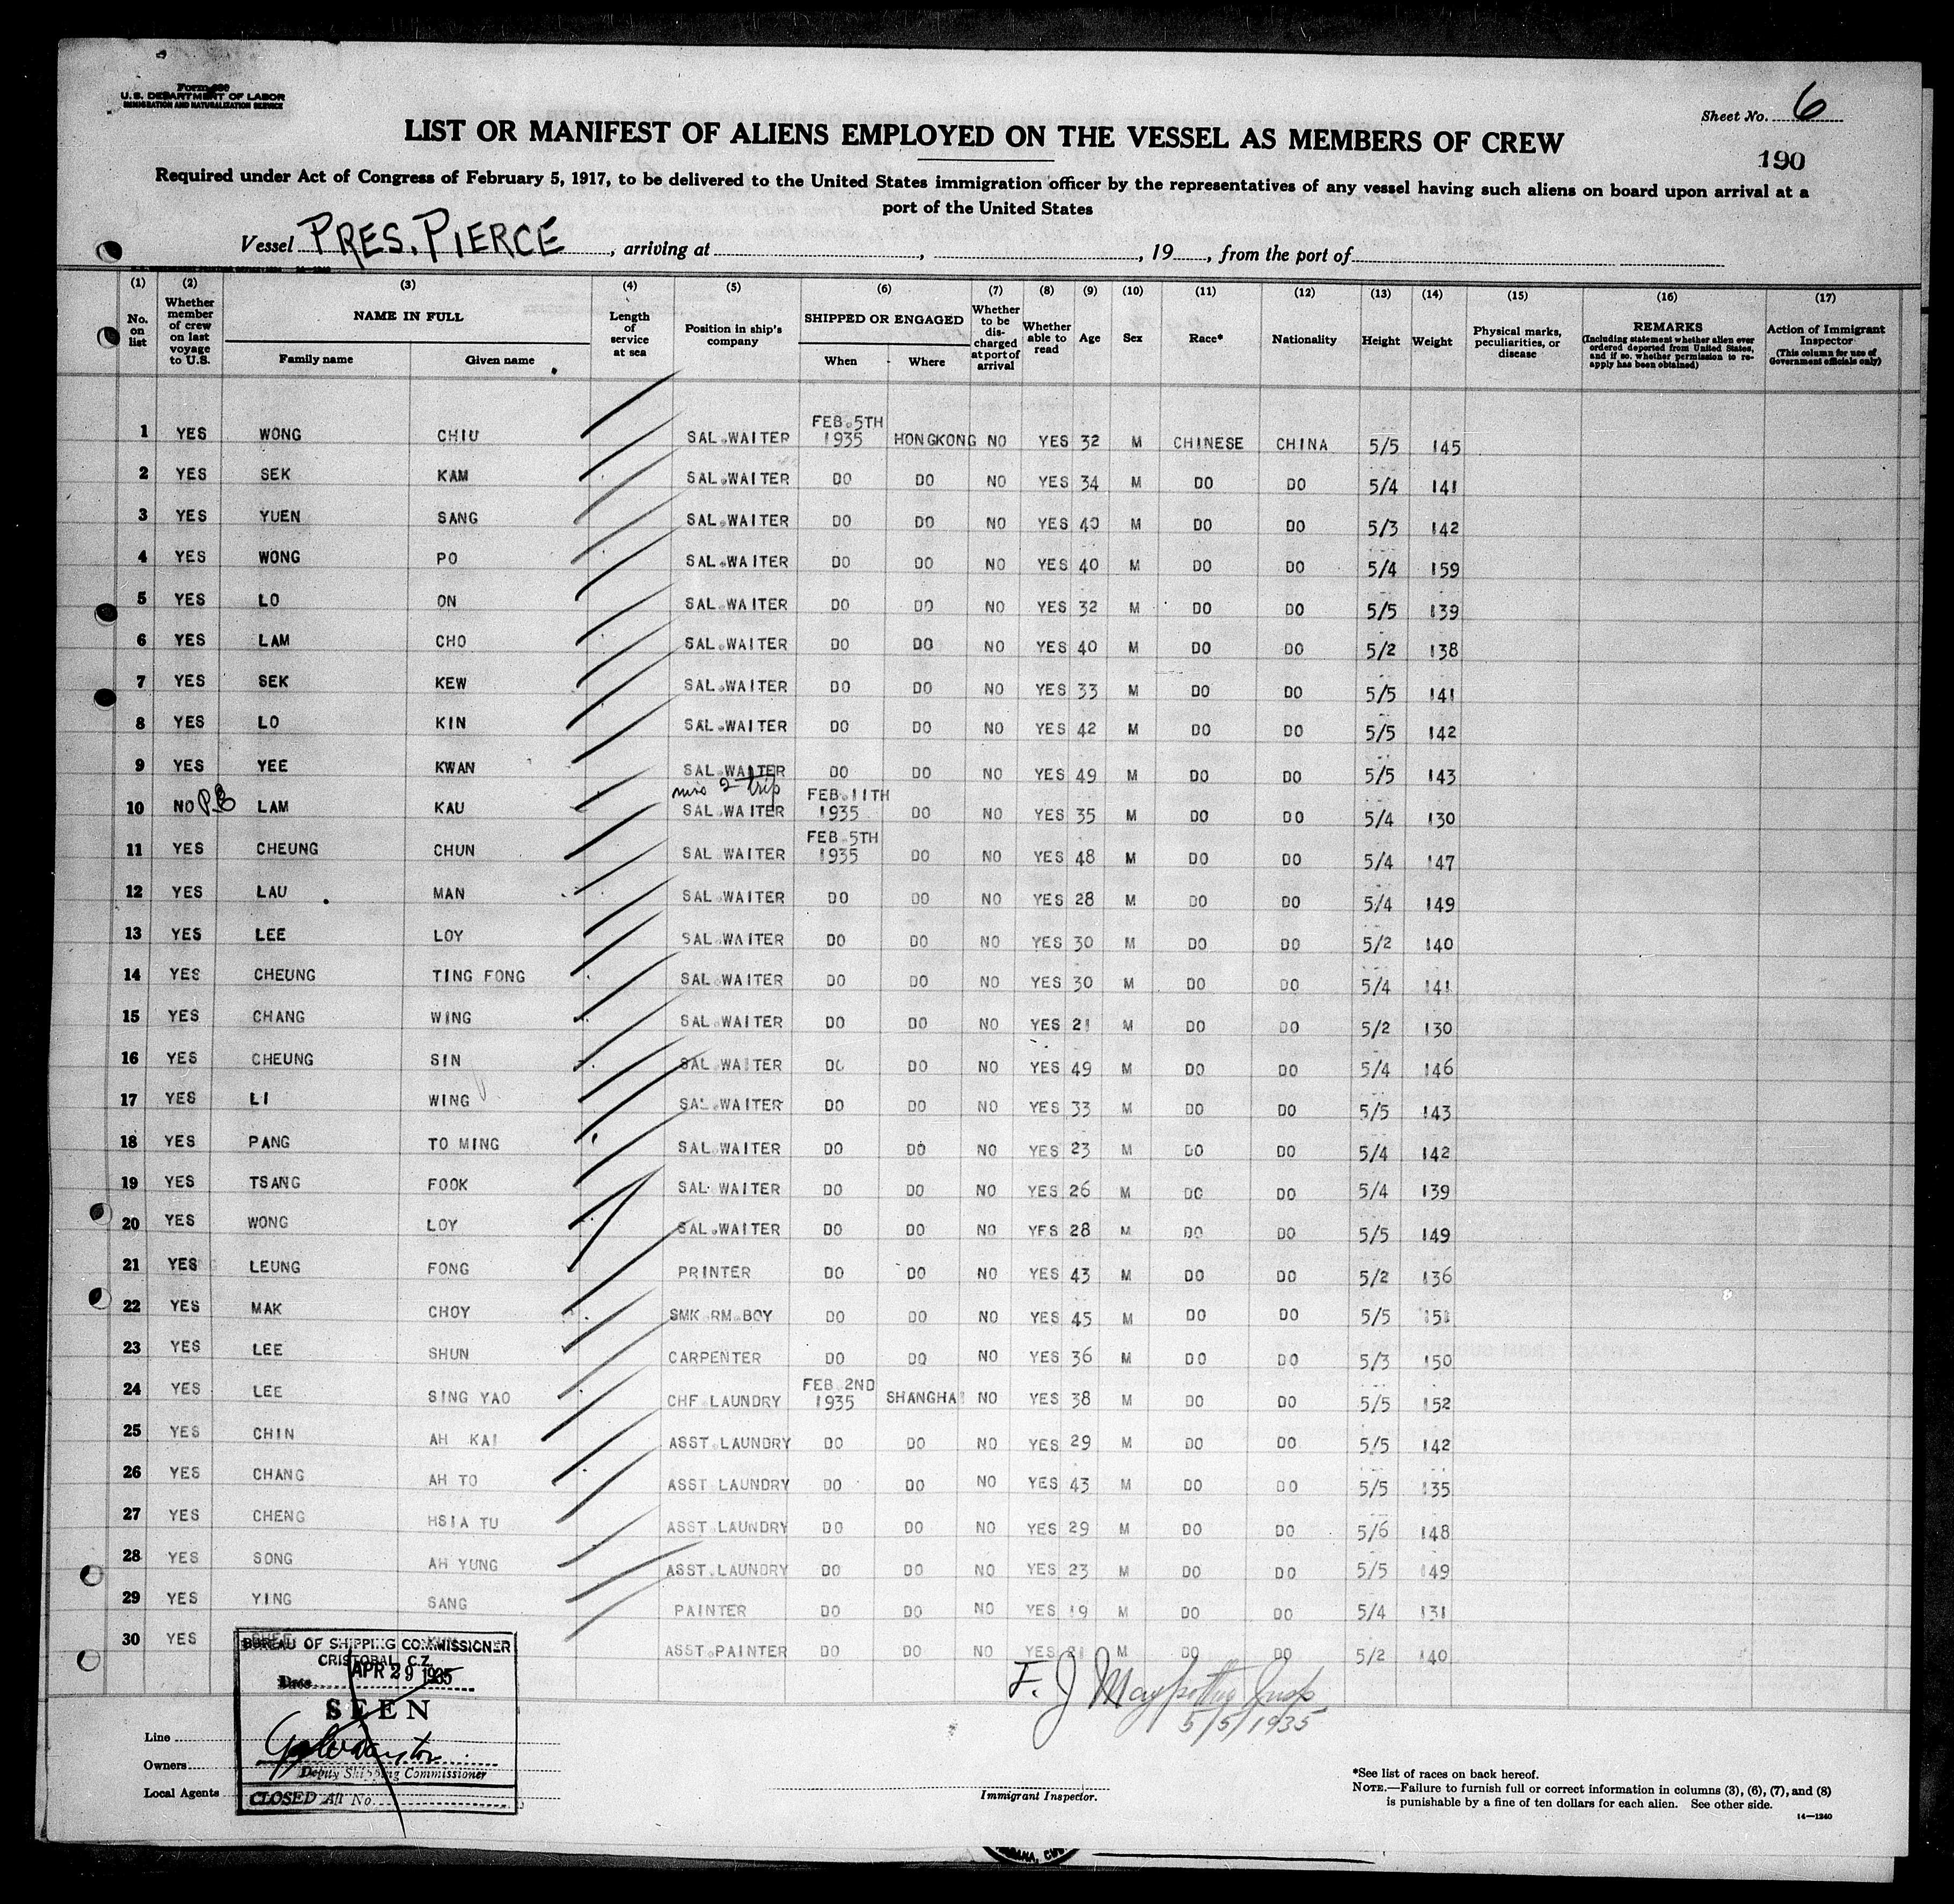 Form 680
U. S. DEPARTMENT OF LABOR
IMMIGRATION AND NATURALIZATION SERVICE
Sheet No. 6
LIST OR MANIFEST OF ALIENS EMPLOYED ON THE VESSEL AS MEMBERS OF CREW
190
Required under Act of Congress of February 5, 1917, to be delivered to the United States immigration officer by the representatives of any vessel having such aliens on board upon arrival at a
port of the United States
Vessel PRES. PIERCE, arriving at , , 19 , from the port of
(1) No. on list (2) Whether member of crew on last voyage to U.S. (3) NAME IN FULL Family name Given name (4) Length of service at sea (5) Position in ship's company (6) SHIPPED OR ENGAGED When Where (7) Whether to be discharged at port of arrival (8) Whether able to read (9) Age (10) Sex (11) Race* (12) Nationality (13) Height (14) Weight (15) Physical marks, peculiarities, or disease (16) REMARKS (Including statement whether alien ever ordered deported from United States, and if so, whether permission to reapply has been obtained) (17) Action of Immigrant Inspector (This column for use of Government officials only)
1 YES WONG CHIU SAL.WAITER FEB.5TH 1935 HONGKONG NO YES 32 M CHINESE CHINA 5/5 145
2 YES SEK KAM SAL.WAITER DO DO NO YES 34 M DO DO 5/4 141
3 YES YUEN SANG SAL.WAITER DO DO NO YES 40 M DO DO 5/3 142
4 YES WONG PO SAL.WAITER DO DO NO YES 40 M DO DO 5/4 159
5 YES LO ON SAL.WAITER DO DO NO YES 32 M DO DO 5/5 139
6 YES LAM CHO SAL.WAITER DO DO NO YES 40 M DO DO 5/2 138
7 YES SEK KEW SAL.WAITER DO DO NO YES 33 M DO DO 5/5 141
8 YES LO KIN SAL.WAITER DO DO NO YES 42 M DO DO 5/5 142
9 YES YEE KWAN SAL.WAITER DO DO NO YES 49 M DO DO 5/5 143
10 NO P.B LAM KAU 2 trip SAL.WAITER FEB.11TH 1935 DO NO YES 35 M DO DO 5/4 130
11 YES CHEUNG CHUN SAL.WAITER FEB.5TH 1935 DO NO YES 48 M DO DO 5/4 147
12 YES LAU MAN SAL.WAITER DO DO NO YES 28 M DO DO 5/4 149
13 YES LEE LOY SAL.WAITER DO DO NO YES 30 M DO DO 5/2 140
14 YES CHEUNG TING FONG SAL.WAITER DO DO NO YES 30 M DO DO 5/4 141
15 YES CHANG WING SAL.WAITER DO DO NO YES 21 M DO DO 5/2 130
16 YES CHEUNG SIN SAL.WAITER DO DO NO YES 49 M DO DO 5/4 146
17 YES LI WING SAL.WAITER DO DO NO YES 33 M DO DO 5/5 143
18 YES PANG TO MING SAL.WAITER DO DO NO YES 23 M DO DO 5/4 142
19 YES TSANG FOOK SAL.WAITER DO DO NO YES 26 M DO DO 5/4 139
20 YES WONG LOY SAL.WAITER DO DO NO YES 28 M DO DO 5/5 149
21 YES LEUNG FONG PRINTER DO DO NO YES 43 M DO DO 5/2 136
22 YES MAK CHOY SMK.RM.BOY DO DO NO YES 45 M DO DO 5/5 151
23 YES LEE SHUN CARPENTER DO DO NO YES 36 M DO DO 5/3 150
24 YES LEE SING YAO CHF.LAUNDRY FEB.2ND 1935 SHANGHAI NO YES 38 M DO DO 5/5 152
25 YES CHIN AH KAI ASST.LAUNDRY DO DO NO YES 29 M DO DO 5/5 142
26 YES CHANG AH TO ASST LAUNDRY DO DO NO YES 43 M DO DO 5/5 135
27 YES CHENG HSIA TU ASST.LAUNDRY DO DO NO YES 29 M DO DO 5/6 148
28 YES SONG AH YUNG ASST.LAUNDRY DO DO NO YES 23 M DO DO 5/5 149
29 YES YING SANG PAINTER DO DO NO YES 19 M DO DO 5/4 131
30 YES ASST.PAINTER DO DO NO YES 21 M DO DO 5/2 140
BUREAU OF SHIPPING COMMISSIONER
CRISTOBAL, C.Z.
Date APR 29 1935
SEEN
Deputy Shipping Commissioner
CLOSED Alt No.
F. J
5/5/1935
Line
Owners
Local Agents
Immigrant Inspector.
*See list of races on back hereof.
NOTE.—Failure to furnish full or correct information in columns (3), (6), (7), and (8)
is punishable by a fine of ten dollars for each alien. See other side.
14—1240